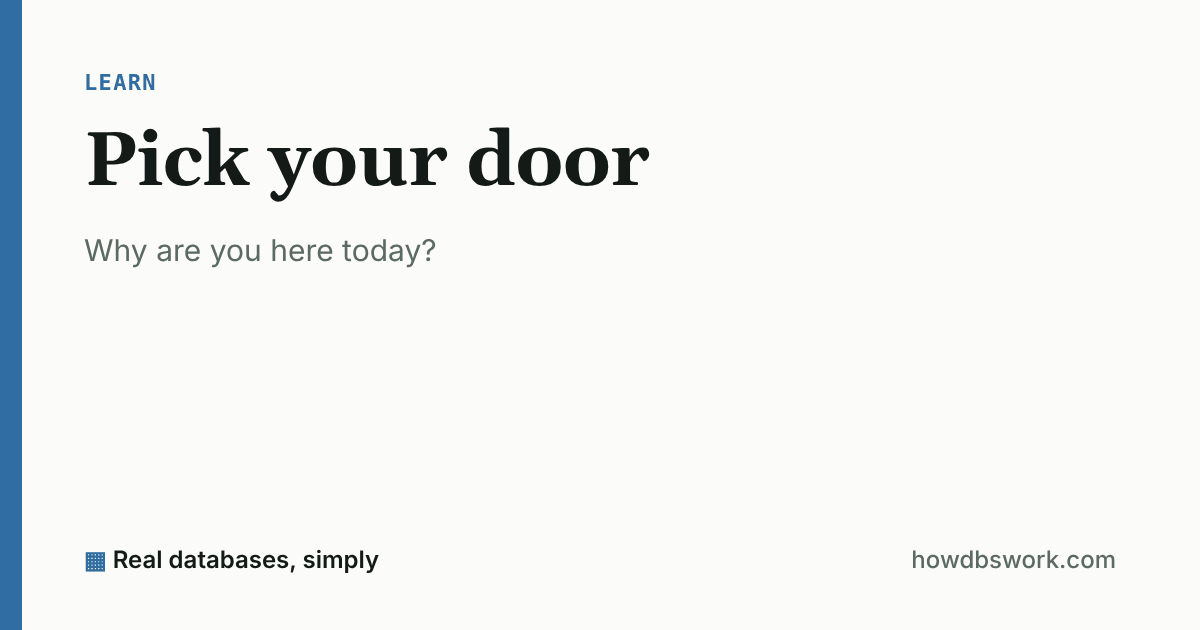 LEARN
Pick your door
Why are you here today?
▦ Real databases, simply
howdbswork.com